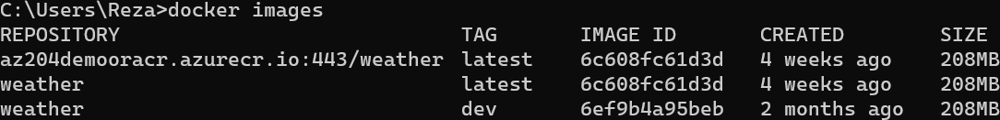 C:\Users\Reza>docker images
REPOSITORY TAG IMAGE ID CREATED SIZE
az204demooracr.azurecr.io:443/weather latest 6c608fc61d3d 4 weeks ago 208MB
weather latest 6c608fc61d3d 4 weeks ago 208MB
weather dev 6ef9b4a95beb 2 months ago 208MB